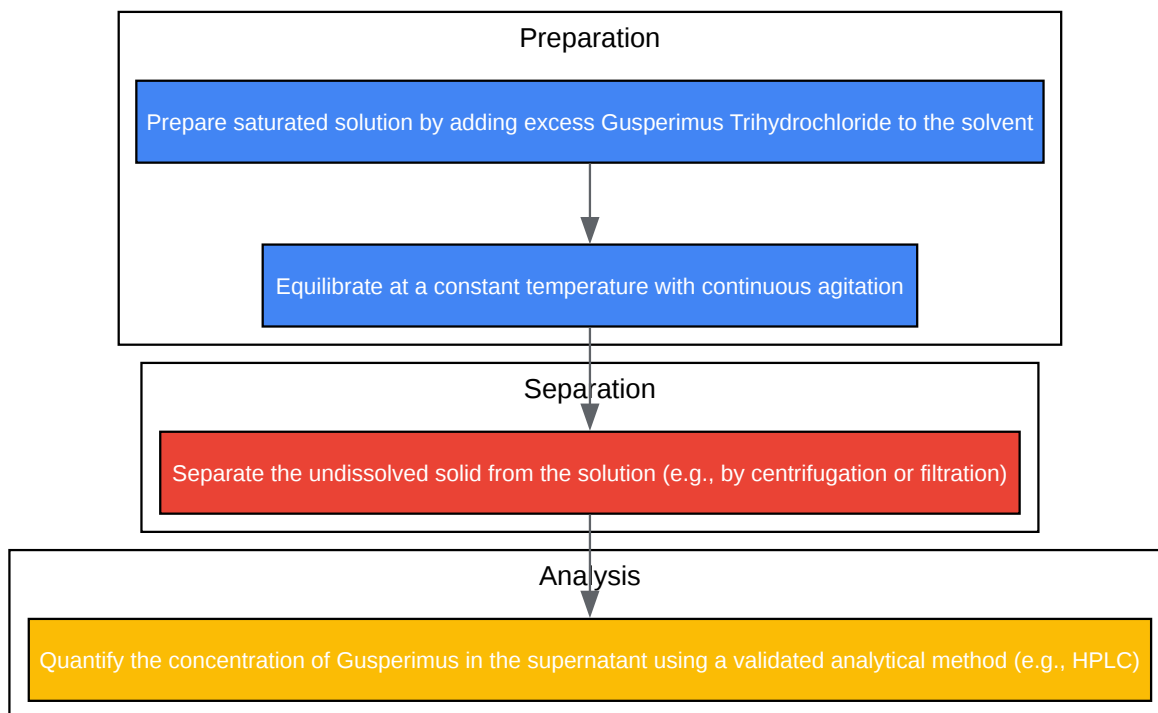 Preparation
Prepare saturated solution by adding excess Gusperimus Trihydrochloride to the solvent
Equilibrate at a constant temperature with continuous agitation
Separation
Separate the undissolved solid from the solution (e.g., by centrifugation or filtration)
Analysis
Quantify the concentration of Gusperimus in the supernatant using a validated analytical method (e.g., HPLC)